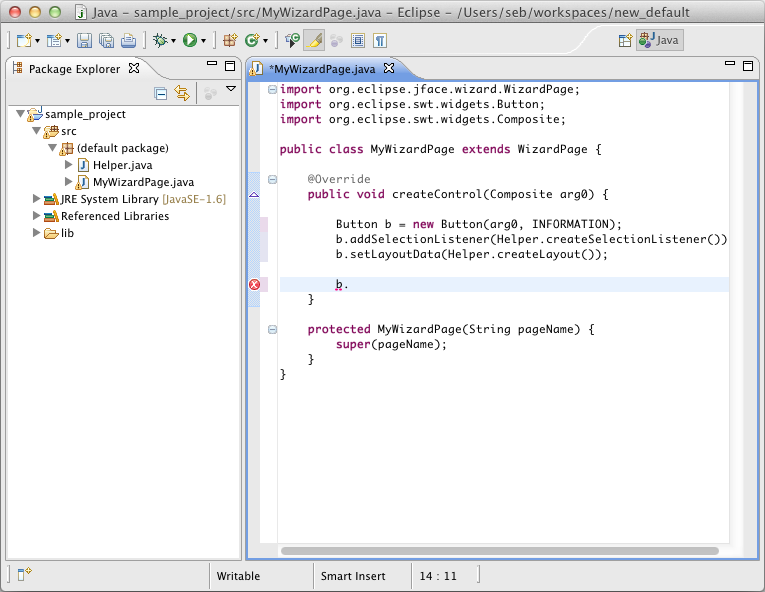 Java – sample_project/src/MyWizardPage.java – Eclipse – /Users/seb/workspaces/new_default
Java
Package Explorer
sample_project
src
(default package)
Helper.java
MyWizardPage.java
JRE System Library [JavaSE-1.6]
Referenced Libraries
lib
*MyWizardPage.java
import org.eclipse.jface.wizard.WizardPage;
import org.eclipse.swt.widgets.Button;
import org.eclipse.swt.widgets.Composite;
public class MyWizardPage extends WizardPage {
@Override
public void createControl(Composite arg0) {
Button b = new Button(arg0, INFORMATION);
b.addSelectionListener(Helper.createSelectionListener())
b.setLayoutData(Helper.createLayout());
b.
}
protected MyWizardPage(String pageName) {
super(pageName);
}
}
Writable
Smart Insert
14 : 11